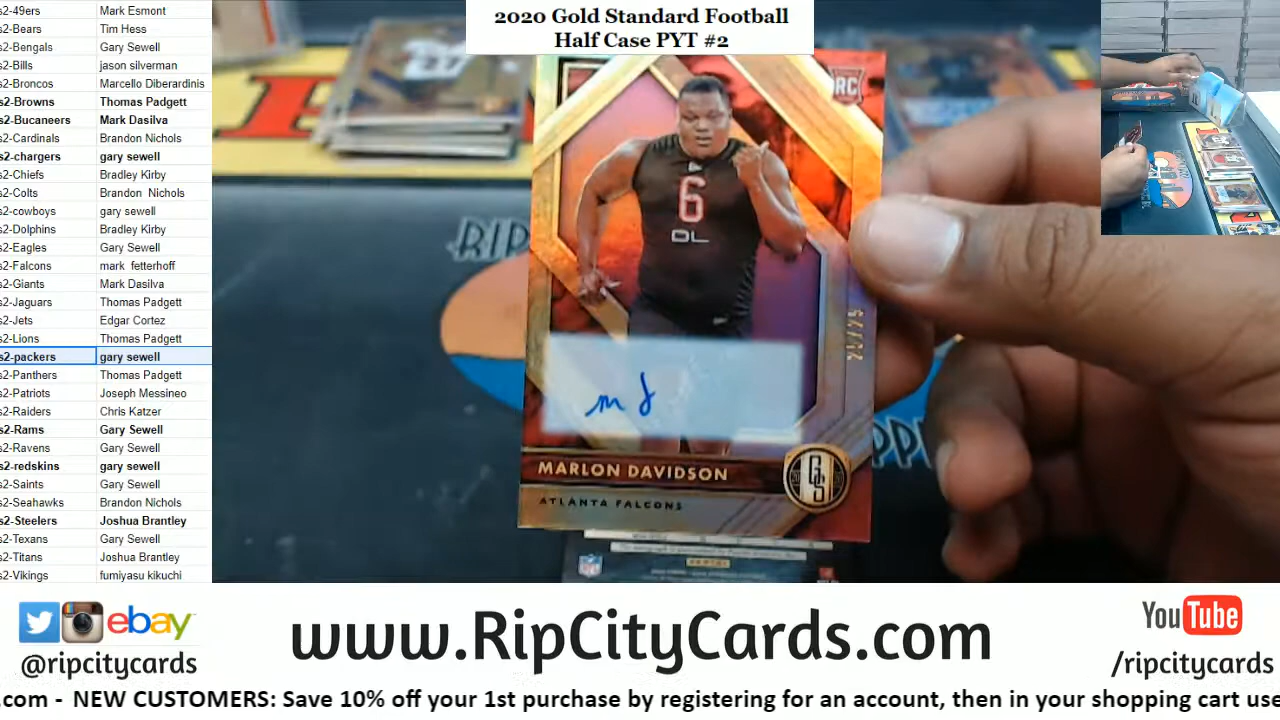 2020 Gold Standard Football
Half Case PYT #2
s2-49ers Mark Esmont
s2-Bears Tim Hess
s2-Bengals Gary Sewell
s2-Bills jason silverman
s2-Broncos Marcello Diberardinis
s2-Browns Thomas Padgett
s2-Bucaneers Mark Dasilva
s2-Cardinals Brandon Nichols
s2-chargers gary sewell
s2-Chiefs Bradley Kirby
s2-Colts Brandon Nichols
s2-cowboys gary sewell
s2-Dolphins Bradley Kirby
s2-Eagles Gary Sewell
s2-Falcons mark fetterhoff
s2-Giants Mark Dasilva
s2-Jaguars Thomas Padgett
s2-Jets Edgar Cortez
s2-Lions Thomas Padgett
s2-packers gary sewell
s2-Panthers Thomas Padgett
s2-Patriots Joseph Messineo
s2-Raiders Chris Katzer
s2-Rams Gary Sewell
s2-Ravens Gary Sewell
s2-redskins gary sewell
s2-Saints Gary Sewell
s2-Seahawks Brandon Nichols
s2-Steelers Joshua Brantley
s2-Texans Gary Sewell
s2-Titans Joshua Brantley
s2-Vikings fumiyasu kikuchi
RC
6
DL
RIP
m d
MARLON DAVIDSON
GS
ATLANTA FALCONS
ebay
@ripcitycards
www.RipCityCards.com
YouTube
/ripcitycards
.com - NEW CUSTOMERS: Save 10% off your 1st purchase by registering for an account, then in your shopping cart use